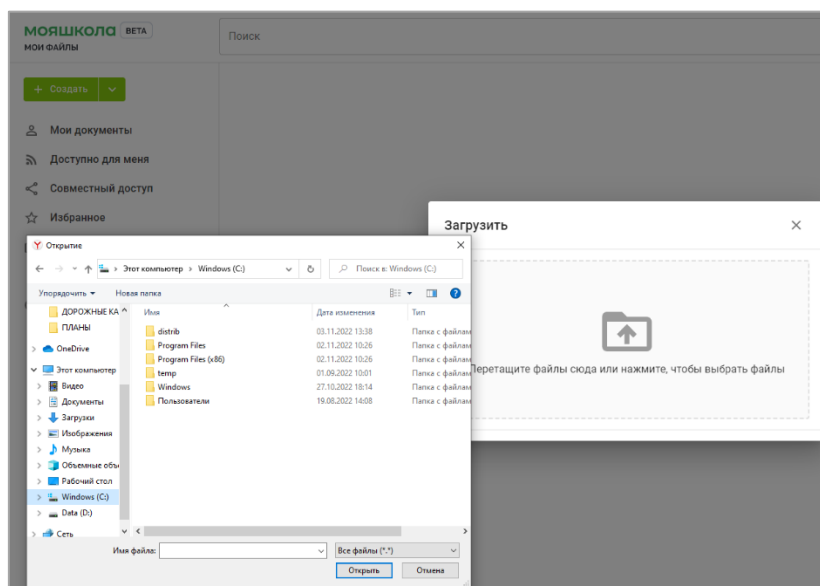 МОЯШКОЛА BETA
МОИ ФАЙЛЫ
Поиск
+ Создать
Мои документы
Доступно для меня
Совместный доступ
Избранное
Загрузить
Перетащите файлы сюда или нажмите, чтобы выбрать файлы
Открытие
Этот компьютер > Windows (C:)
Поиск в: Windows (C:)
Упорядочить
Новая папка
ДОРОЖНЫЕ КА
ПЛАНЫ
OneDrive
Этот компьютер
Видео
Документы
Загрузки
Изображения
Музыка
Объемные объ
Рабочий стол
Windows (C:)
Data (D:)
Сеть
Имя Дата изменения Тип
distrib 03.11.2022 13:38 Папка с файлам
Program Files 02.11.2022 10:26 Папка с файлам
Program Files (x86) 02.11.2022 10:26 Папка с файлам
temp 01.09.2022 10:01 Папка с файлам
Windows 27.10.2022 18:14 Папка с файлам
Пользователи 19.08.2022 14:08 Папка с файлам
Имя файла:
Все файлы (*.*)
Открыть
Отмена